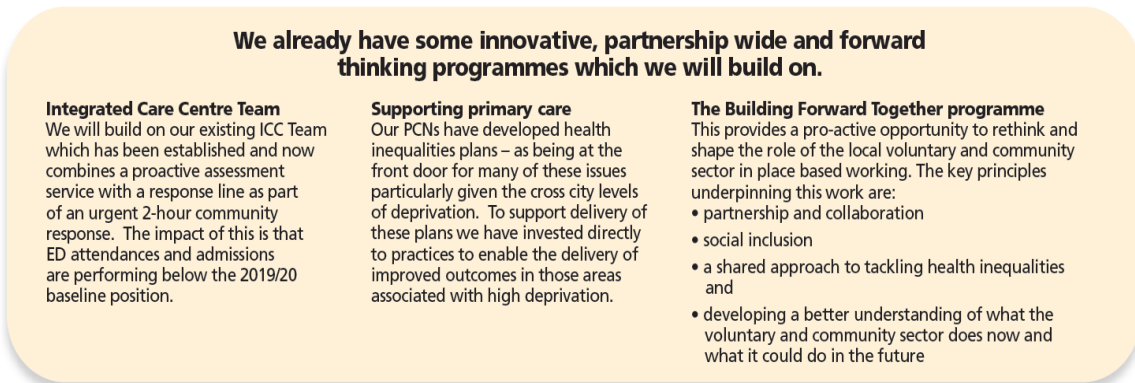 We already have some innovative, partnership wide and forward
thinking programmes which we will build on.
Integrated Care Centre Team
We will build on our existing ICC Team
which has been established and now
combines a proactive assessment
service with a response line as part
of an urgent 2-hour community
response.  The impact of this is that
ED attendances and admissions
are performing below the 2019/20
baseline position.
Supporting primary care
Our PCNs have developed health
inequalities plans – as being at the
front door for many of these issues
particularly given the cross city levels
of deprivation.  To support delivery of
these plans we have invested directly
to practices to enable the delivery of
improved outcomes in those areas
associated with high deprivation.
The Building Forward Together programme
This provides a pro-active opportunity to rethink and
shape the role of the local voluntary and community
sector in place based working. The key principles
underpinning this work are:
• partnership and collaboration
• social inclusion
• a shared approach to tackling health inequalities
and
• developing a better understanding of what the
voluntary and community sector does now and
what it could do in the future